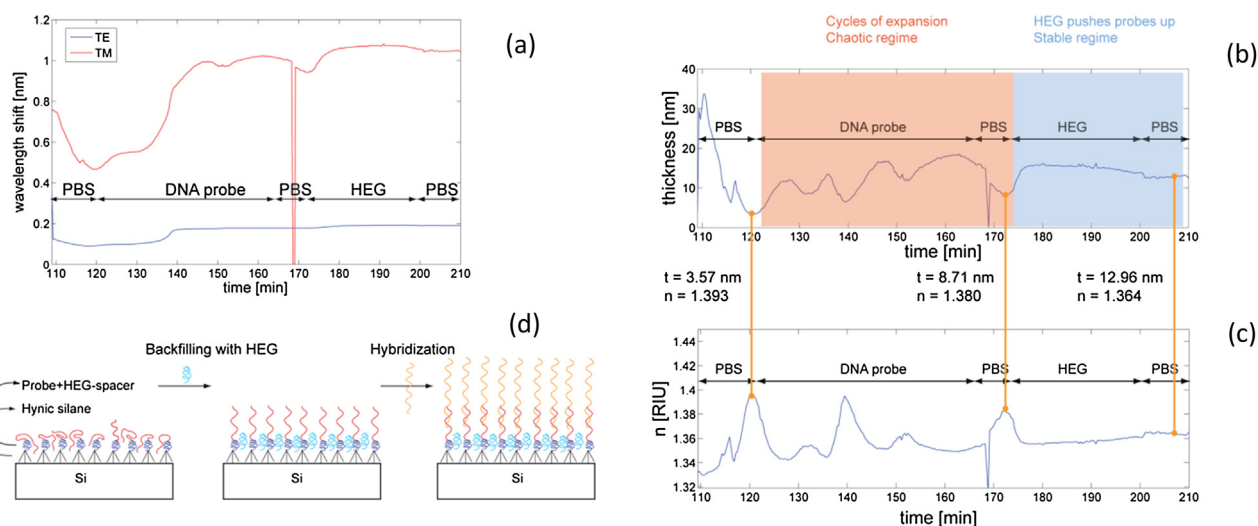 (a)
1.2
1
0.8
0.6
0.4
0.2
0
wavelength shift [nm]
TE
TM
PBS DNA probe PBS HEG PBS
109 120 130 140 150 160 170 180 190 200 210
time [min]
Cycles of expansion
Chaotic regime
HEG pushes probes up
Stable regime
(b)
40
30
20
10
0
thickness [nm]
PBS DNA probe PBS HEG PBS
110 120 130 140 150 160 170 180 190 200 210
time [min]
t = 3.57 nm
n = 1.393
t = 8.71 nm
n = 1.380
t = 12.96 nm
n = 1.364
(c)
1.44
1.42
1.4
1.38
1.36
1.34
1.32
n [RIU]
PBS DNA probe PBS HEG PBS
110 120 130 140 150 160 170 180 190 200 210
time [min]
(d)
Backfilling with HEG
Hybridization
Probe+HEG-spacer
Hynic silane
Si
Si
Si